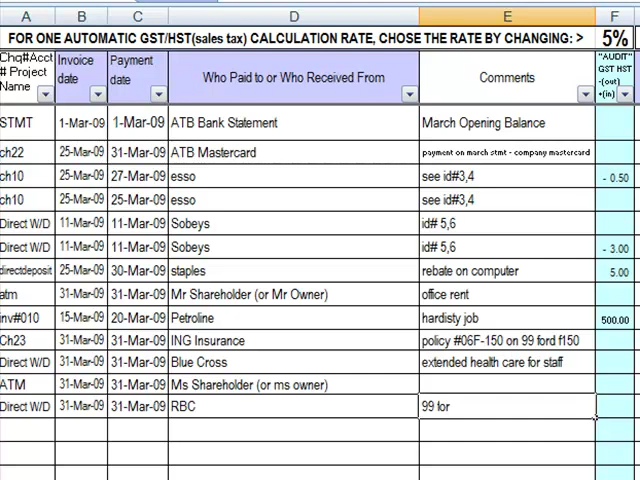 A B C D E F
FOR ONE AUTOMATIC GST/HST(sales tax) CALCULATION RATE, CHOSE THE RATE BY CHANGING: > 5%
Chq#Acct # Project Name Invoice date Payment date Who Paid to or Who Received From Comments "AUDIT" GST HST -(out) +(in)
STMT 1-Mar-09 1-Mar-09 ATB Bank Statement March Opening Balance
ch22 25-Mar-09 31-Mar-09 ATB Mastercard payment on march stmt - company mastercard
ch10 25-Mar-09 27-Mar-09 esso see id#3,4 - 0.50
ch10 25-Mar-09 25-Mar-09 esso see id#3,4
Direct W/D 11-Mar-09 11-Mar-09 Sobeys id# 5,6
Direct W/D 11-Mar-09 11-Mar-09 Sobeys id# 5,6 - 3.00
directdeposit 25-Mar-09 30-Mar-09 staples rebate on computer 5.00
atm 31-Mar-09 31-Mar-09 Mr Shareholder (or Mr Owner) office rent
inv#010 15-Mar-09 20-Mar-09 Petroline hardisty job 500.00
Ch23 31-Mar-09 31-Mar-09 ING Insurance policy #06F-150 on 99 ford f150
Direct W/D 31-Mar-09 31-Mar-09 Blue Cross extended health care for staff
ATM 31-Mar-09 31-Mar-09 Ms Shareholder (or ms owner)
Direct W/D 31-Mar-09 31-Mar-09 RBC 99 for